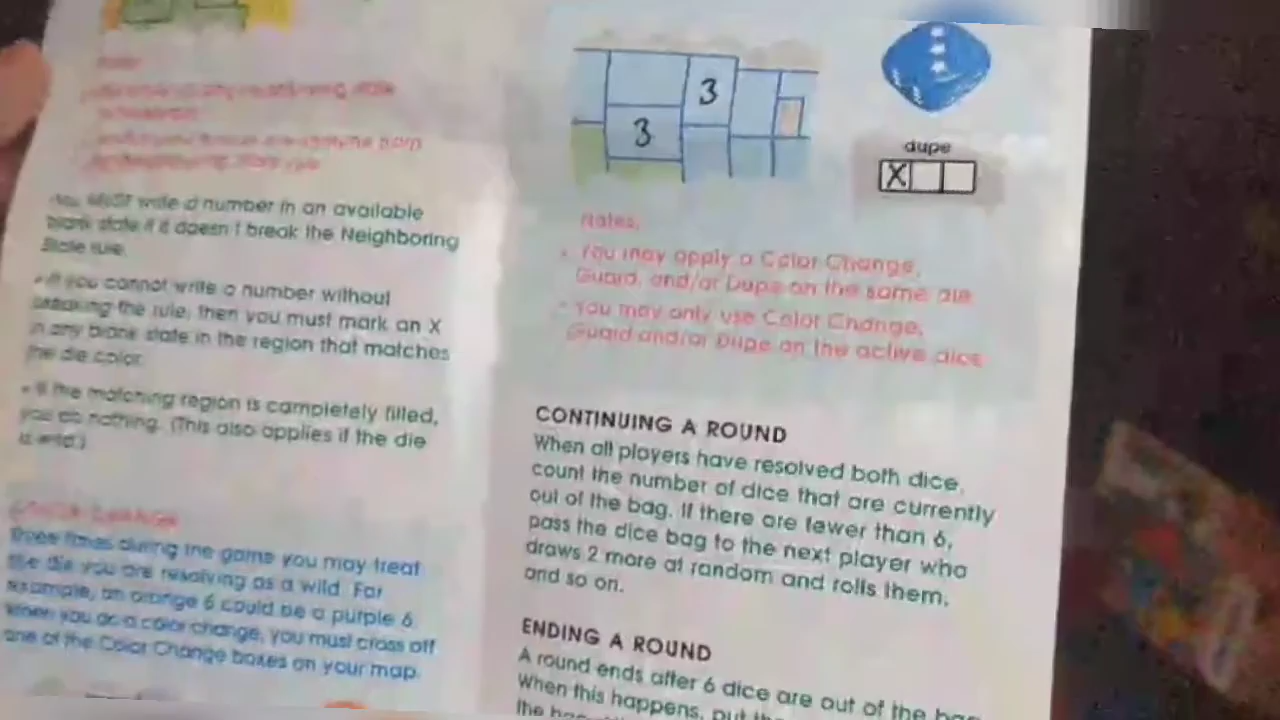 MUST write a number in an available
blank state if it doesn't break the Neighboring
State rule.
• If you cannot write a number without
breaking the rule, then you must mark an X
in any blank state in the region that matches
the die color.
• If the matching region is completely filled,
you do nothing. (This also applies if the die
is wild.)
COLOR CHANGE
Three times during the game you may treat
the die you are resolving as a wild. For
example, an orange 6 could be a purple 6.
When you do a color change, you must cross off
one of the Color Change boxes on your map.
3
3
dupe
X
Notes:
• You may apply a Color Change,
Guard, and/or Dupe on the same die.
• You may only use Color Change,
Guard and/or Dupe on the active dice.
CONTINUING A ROUND
When all players have resolved both dice,
count the number of dice that are currently
out of the bag. If there are fewer than 6,
pass the dice bag to the next player who
draws 2 more at random and rolls them,
and so on.
ENDING A ROUND
A round ends after 6 dice are out of the bag.
When this happens, put the
the